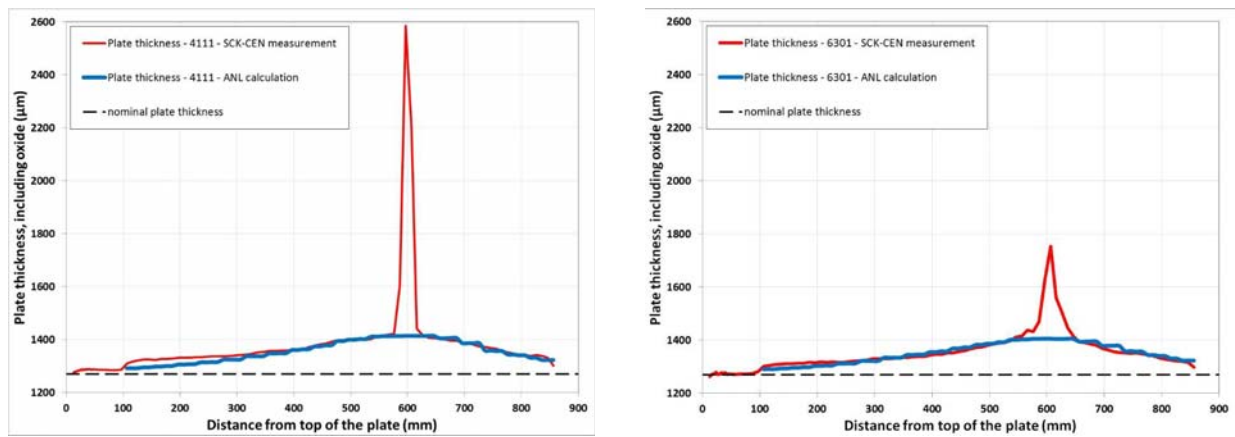 Plate thickness, including oxide (µm)
2600
2400
2200
2000
1800
1600
1400
1200
Plate thickness - 4111 - SCK-CEN measurement
Plate thickness - 4111 - ANL calculation
nominal plate thickness
0 100 200 300 400 500 600 700 800 900
Distance from top of the plate (mm)
Plate thickness, including oxide (µm)
2600
2400
2200
2000
1800
1600
1400
1200
Plate thickness - 6301 - SCK-CEN measurement
Plate thickness - 6301 - ANL calculation
nominal plate thickness
0 100 200 300 400 500 600 700 800 900
Distance from top of the plate (mm)